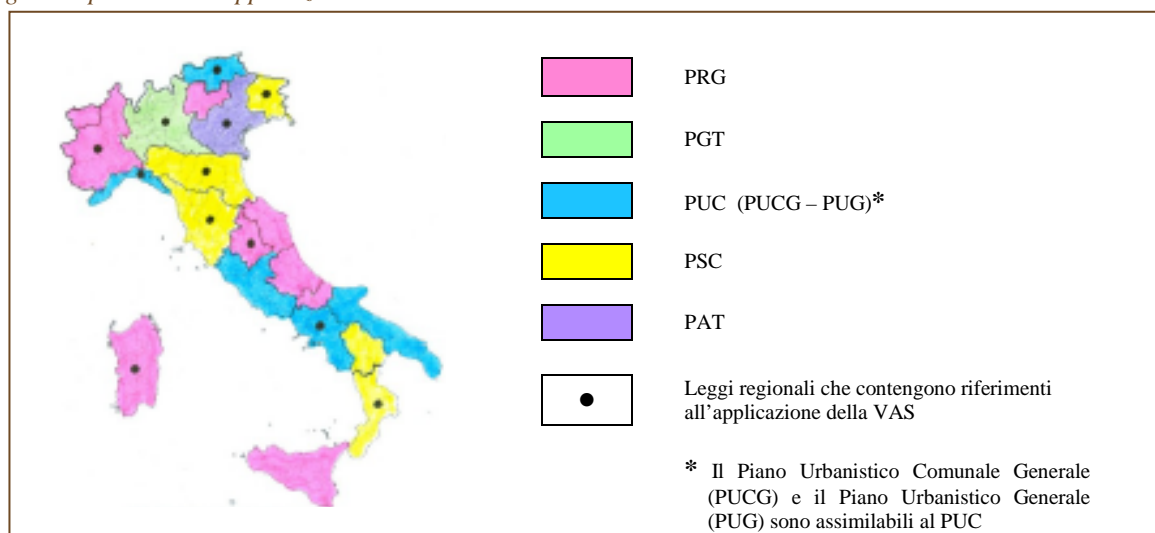 PRG
PGT
PUC (PUCG – PUG)*
PSC
PAT
Leggi regionali che contengono riferimenti
all’applicazione della VAS
* Il Piano Urbanistico Comunale Generale
(PUCG) e il Piano Urbanistico Generale
(PUG) sono assimilabili al PUC